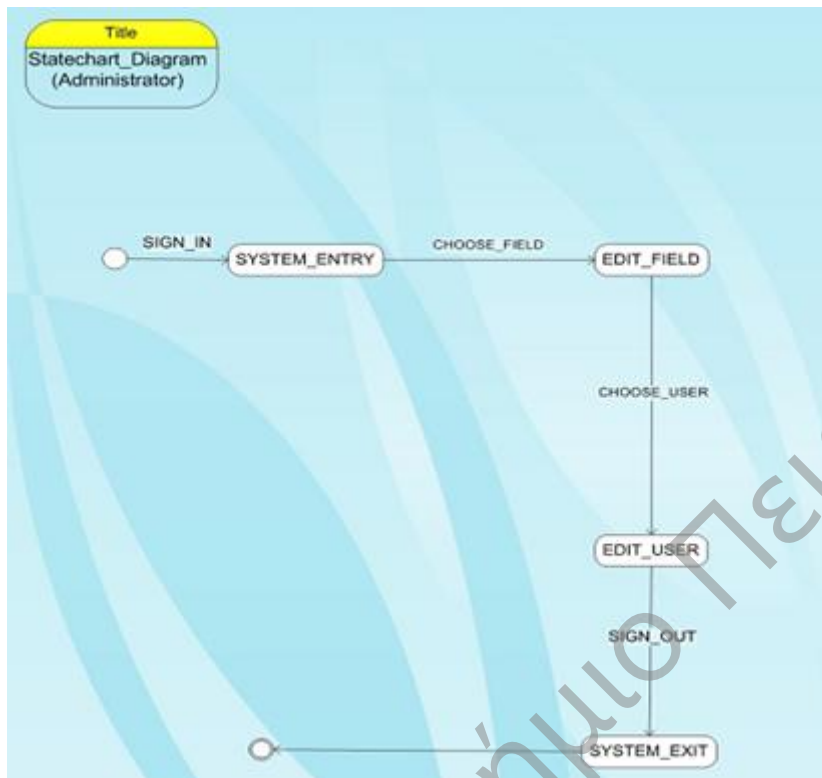 Title
Statechart_Diagram
(Administrator)
SIGN_IN
SYSTEM_ENTRY
CHOOSE_FIELD
EDIT_FIELD
CHOOSE_USER
EDIT_USER
SIGN_OUT
SYSTEM_EXIT